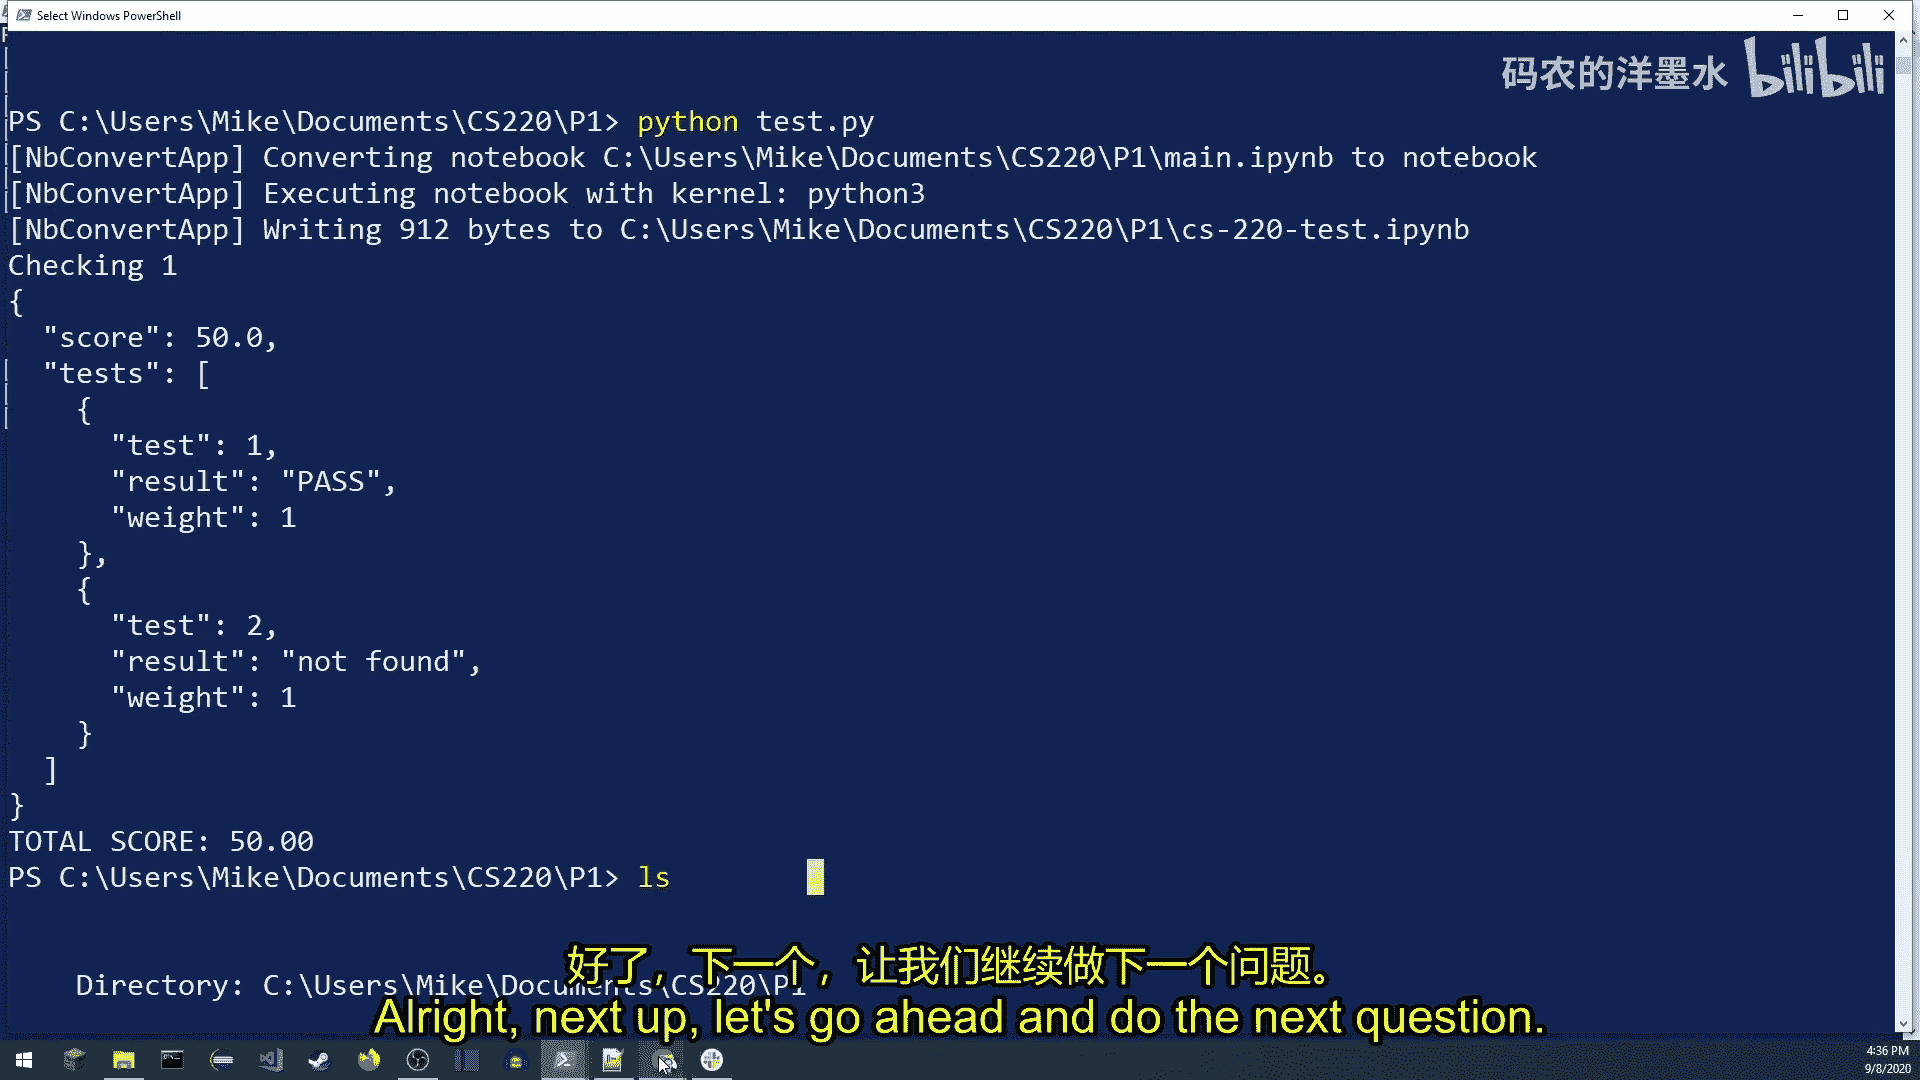 Select Windows PowerShell
码农的洋墨水 bilibili
PS C:\Users\Mike\Documents\CS220\P1> python test.py
[NbConvertApp] Converting notebook C:\Users\Mike\Documents\CS220\P1\main.ipynb to notebook
[NbConvertApp] Executing notebook with kernel: python3
[NbConvertApp] Writing 912 bytes to C:\Users\Mike\Documents\CS220\P1\cs-220-test.ipynb
Checking 1
{
"score": 50.0,
"tests": [
{
"test": 1,
"result": "PASS",
"weight": 1
},
{
"test": 2,
"result": "not found",
"weight": 1
}
]
}
TOTAL SCORE: 50.00
PS C:\Users\Mike\Documents\CS220\P1> ls
Directory: C:\Users\Mike\Documents\CS220\P1
好了，下一个，让我们继续做下一个问题。
Alright, next up, let's go ahead and do the next question.
4:36 PM
9/8/2020